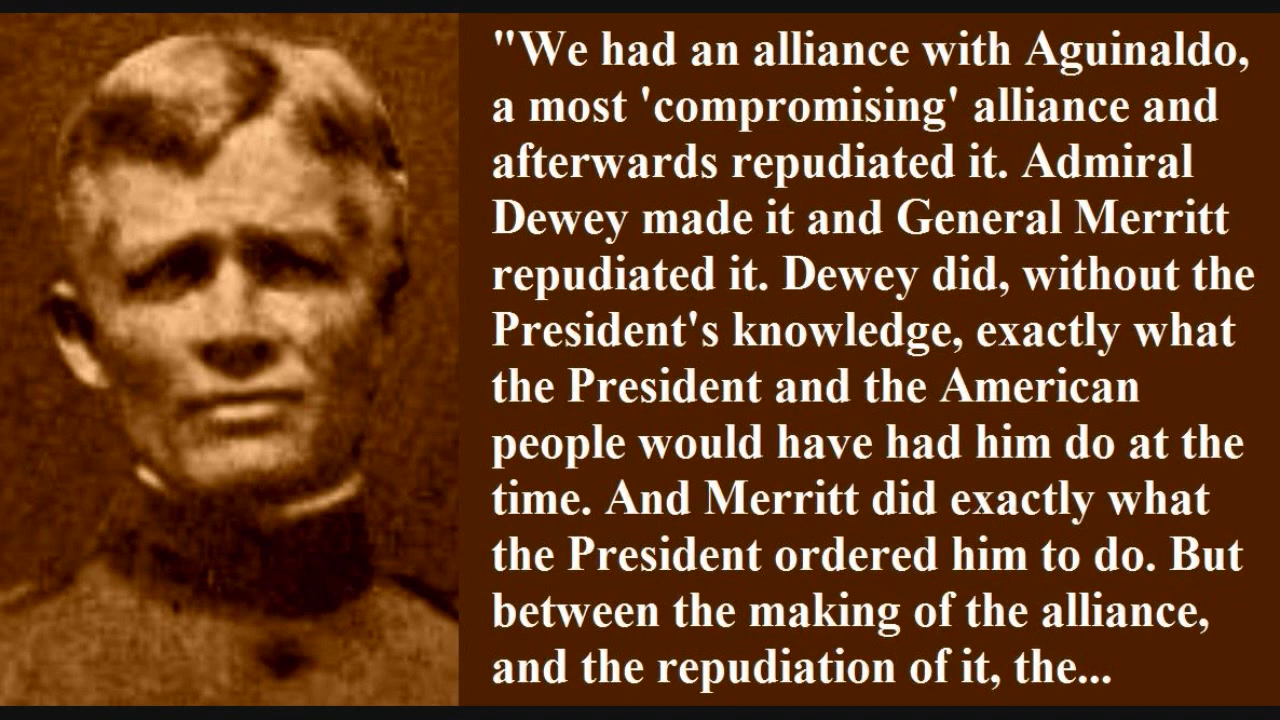 "We had an alliance with Aguinaldo,
a most 'compromising' alliance and
afterwards repudiated it. Admiral
Dewey made it and General Merritt
repudiated it. Dewey did, without the
President's knowledge, exactly what
the President and the American
people would have had him do at the
time. And Merritt did exactly what
the President ordered him to do. But
between the making of the alliance,
and the repudiation of it, the...